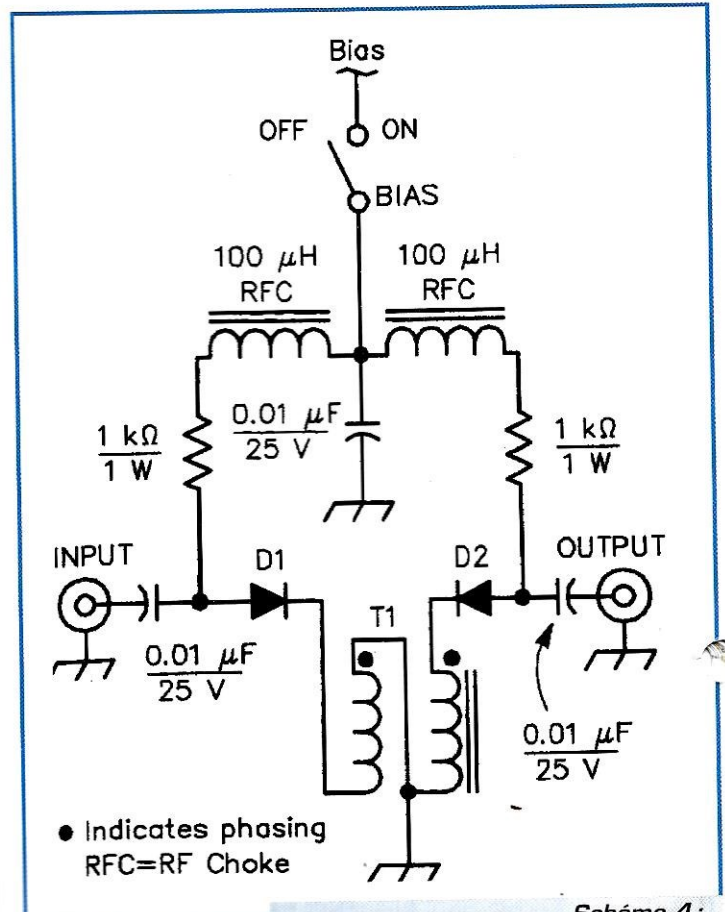 Bias
OFF ON
BIAS
100 μH
RFC
100 μH
RFC
0.01 μF
25 V
1 kΩ
1 W
1 kΩ
1 W
INPUT
D1
T1
D2
OUTPUT
0.01 μF
25 V
0.01 μF
25 V
● Indicates phasing
RFC=RF Choke
Schéma 4: